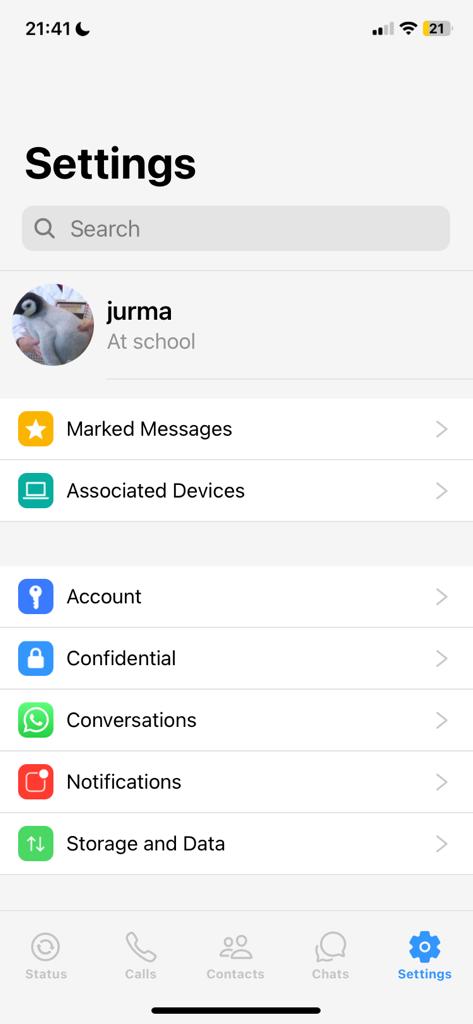 21:41
21
Settings
Search
jurma
At school
Marked Messages
Associated Devices
Account
Confidential
Conversations
Notifications
Storage and Data
Status
Calls
Contacts
Chats
Settings